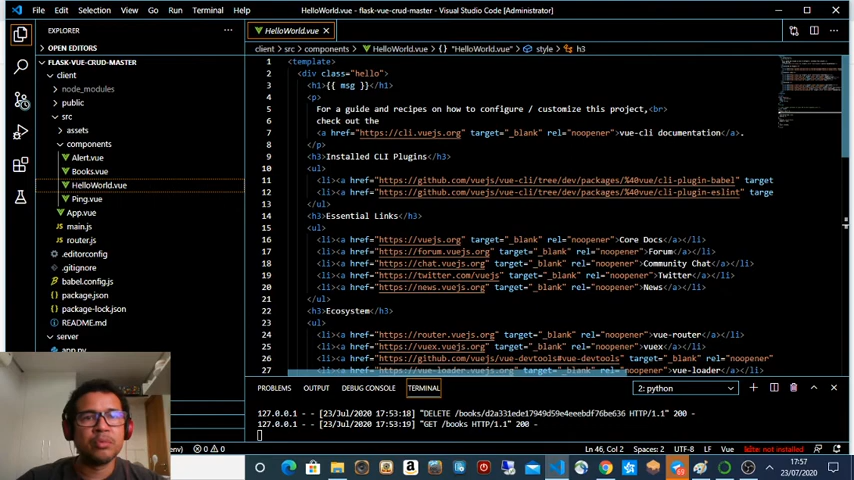 File Edit Selection View Go Run Terminal Help HelloWorld.vue - flask-vue-crud-master - Visual Studio Code [Administrator]
EXPLORER
OPEN EDITORS
FLASK-VUE-CRUD-MASTER
client
node_modules
public
src
assets
components
Alert.vue
Books.vue
HelloWorld.vue
Ping.vue
App.vue
main.js
router.js
.editorconfig
.gitignore
babel.config.js
package.json
package-lock.json
README.md
server
app.py
HelloWorld.vue
client > src > components > HelloWorld.vue > {} "HelloWorld.vue" > style > h3
1 <template>
2 <div class="hello">
3 <h1>{{ msg }}</h1>
4 <p>
5 For a guide and recipes on how to configure / customize this project,<br>
6 check out the
7 <a href="https://cli.vuejs.org" target="_blank" rel="noopener">vue-cli documentation</a>.
8 </p>
9 <h3>Installed CLI Plugins</h3>
10 <ul>
11 <li><a href="https://github.com/vuejs/vue-cli/tree/dev/packages/%40vue/cli-plugin-babel" target
12 <li><a href="https://github.com/vuejs/vue-cli/tree/dev/packages/%40vue/cli-plugin-eslint" targe
13 </ul>
14 <h3>Essential Links</h3>
15 <ul>
16 <li><a href="https://vuejs.org" target="_blank" rel="noopener">Core Docs</a></li>
17 <li><a href="https://forum.vuejs.org" target="_blank" rel="noopener">Forum</a></li>
18 <li><a href="https://chat.vuejs.org" target="_blank" rel="noopener">Community Chat</a></li>
19 <li><a href="https://twitter.com/vuejs" target="_blank" rel="noopener">Twitter</a></li>
20 <li><a href="https://news.vuejs.org" target="_blank" rel="noopener">News</a></li>
21 </ul>
22 <h3>Ecosystem</h3>
23 <ul>
24 <li><a href="https://router.vuejs.org" target="_blank" rel="noopener">vue-router</a></li>
25 <li><a href="https://vuex.vuejs.org" target="_blank" rel="noopener">vuex</a></li>
26 <li><a href="https://github.com/vuejs/vue-devtools#vue-devtools" target="_blank" rel="noopener"
27 <li><a href="https://vue-loader.vuejs.org" target="_blank" rel="noopener">vue-loader</a></li>
PROBLEMS OUTPUT DEBUG CONSOLE TERMINAL 2: python
127.0.0.1 - - [23/Jul/2020 17:53:18] "DELETE /books/d2a331ede17949d59e4eeebdf76be636 HTTP/1.1" 200 -
127.0.0.1 - - [23/Jul/2020 17:53:19] "GET /books HTTP/1.1" 200 -
env) 0 0 Ln 46, Col 2 Spaces: 2 UTF-8 LF Vue kite: not installed
17:57
23/07/2020